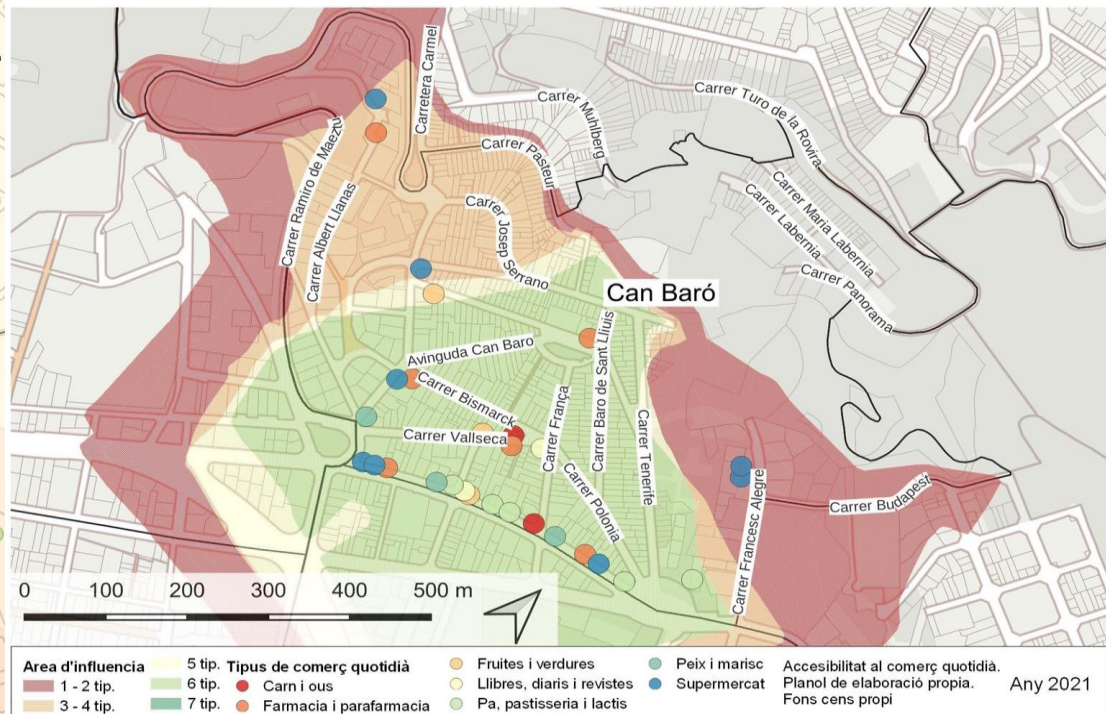 Carretera Carmel
Carrer Muhlberg
Carrer Turo de la Rovira
Carrer Ramiro de Maeztu
Carrer Pasteur
Carrer Albert Llanas
Carrer Josep Serrano
Carrer Maria Labernia
Carrer Labernia
Carrer Panorama
Can Baró
Avinguda Can Baro
Carrer Baro de Sant Lliuis
Carrer Bismarck
Carrer França
Carrer Vallseca
Carrer Tenerife
Carrer Polonia
Carrer Francesc Alegre
Carrer Budapest
0 100 200 300 400 500 m
Area d'influencia
1 - 2 tip.
3 - 4 tip.
5 tip.
6 tip.
7 tip.
Tipus de comerç quotidià
Carn i ous
Farmacia i parafarmacia
Fruites i verdures
Llibres, diaris i revistes
Pa, pastisseria i lactis
Peix i marisc
Supermercat
Accesibilitat al comerç quotidià.
Planol de elaboració propia.
Fons cens propi
Any 2021